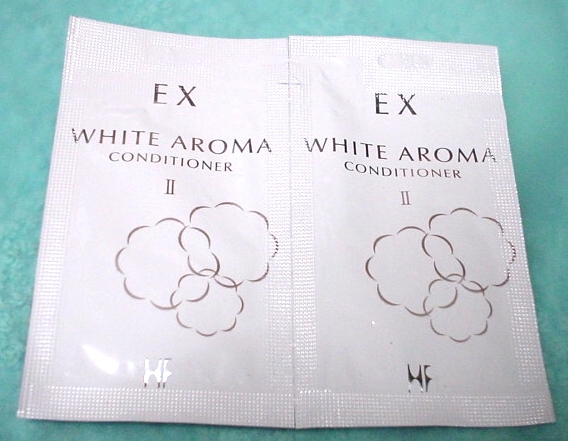 EX
WHITE AROMA
CONDITIONER
II
HF
EX
WHITE AROMA
CONDITIONER
II
HF